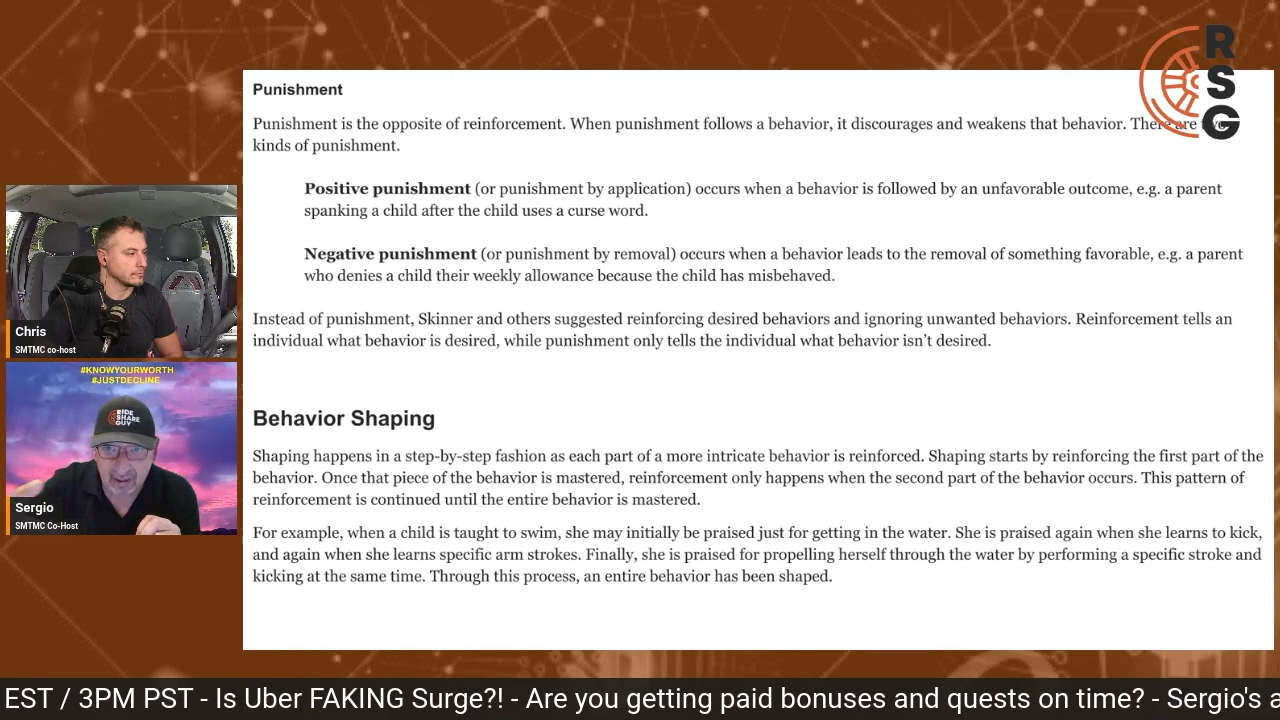 R
S
G
Punishment
Punishment is the opposite of reinforcement. When punishment follows a behavior, it discourages and weakens that behavior. There are two
kinds of punishment.
Positive punishment (or punishment by application) occurs when a behavior is followed by an unfavorable outcome, e.g. a parent
spanking a child after the child uses a curse word.
Negative punishment (or punishment by removal) occurs when a behavior leads to the removal of something favorable, e.g. a parent
who denies a child their weekly allowance because the child has misbehaved.
Instead of punishment, Skinner and others suggested reinforcing desired behaviors and ignoring unwanted behaviors. Reinforcement tells an
individual what behavior is desired, while punishment only tells the individual what behavior isn’t desired.
Behavior Shaping
Shaping happens in a step-by-step fashion as each part of a more intricate behavior is reinforced. Shaping starts by reinforcing the first part of the
behavior. Once that piece of the behavior is mastered, reinforcement only happens when the second part of the behavior occurs. This pattern of
reinforcement is continued until the entire behavior is mastered.
For example, when a child is taught to swim, she may initially be praised just for getting in the water. She is praised again when she learns to kick,
and again when she learns specific arm strokes. Finally, she is praised for propelling herself through the water by performing a specific stroke and
kicking at the same time. Through this process, an entire behavior has been shaped.
Chris
SMTMC co-host
#KNOWYOURWORTH
#JUSTDECLINE
RIDE
SHARE
GUY
Sergio
SMTMC Co-Host
EST / 3PM PST - Is Uber FAKING Surge?! - Are you getting paid bonuses and quests on time? - Sergio's a